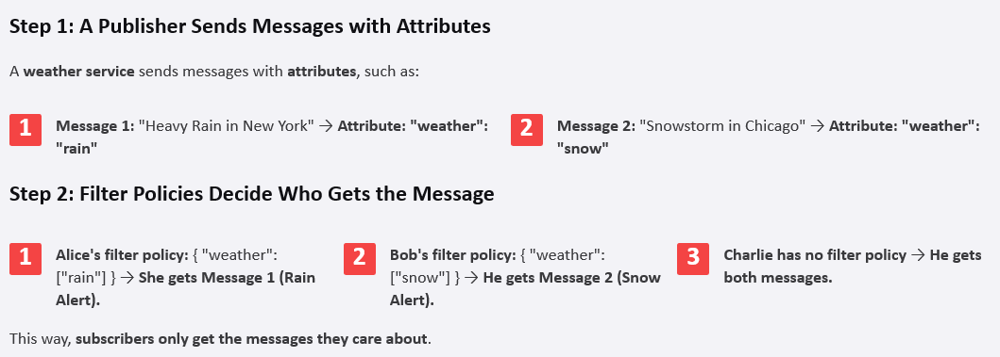 Step 1: A Publisher Sends Messages with Attributes
A weather service sends messages with attributes, such as:
1
Message 1: "Heavy Rain in New York" → Attribute: "weather":
"rain"
2
Message 2: "Snowstorm in Chicago" → Attribute: "weather":
"snow"
Step 2: Filter Policies Decide Who Gets the Message
1
Alice's filter policy: { "weather":
["rain"] } → She gets Message 1 (Rain
Alert).
2
Bob's filter policy: { "weather":
["snow"] } → He gets Message 2 (Snow
Alert).
3
Charlie has no filter policy → He gets
both messages.
This way, subscribers only get the messages they care about.